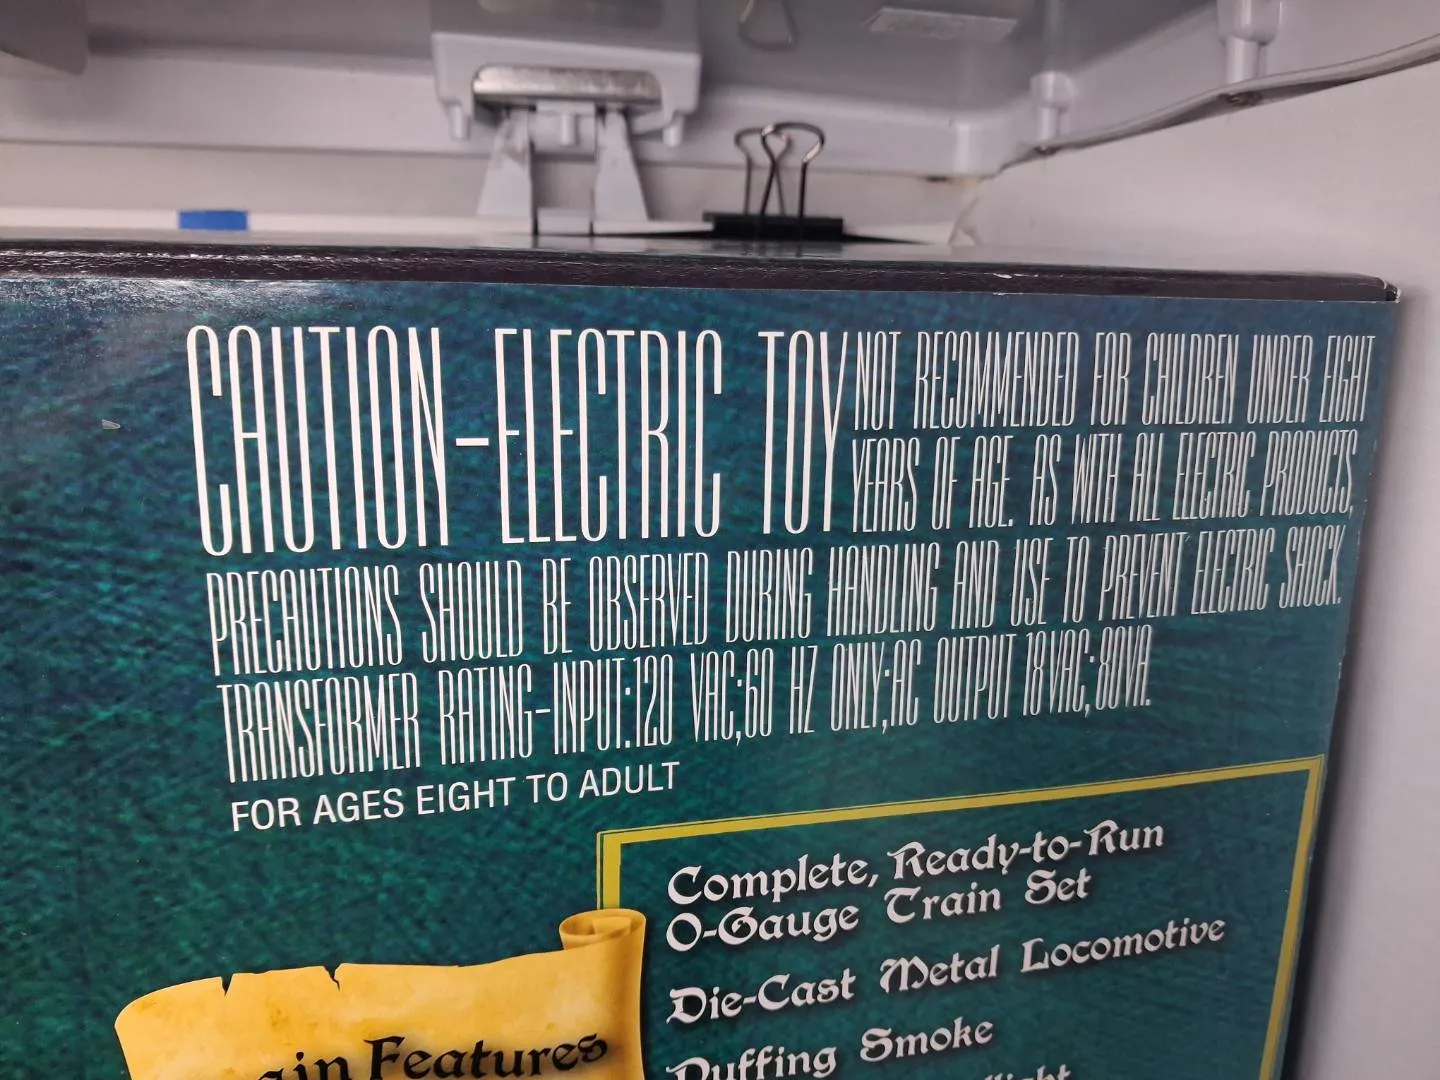 CAUTION-ELECTRIC TOY NOT RECOMMENDED FOR CHILDREN UNDER EIGHT
YEARS OF AGE. AS WITH ALL ELECTRIC PRODUCTS,
PRECAUTIONS SHOULD BE OBSERVED DURING HANDLING AND USE TO PREVENT ELECTRIC SHOCK.
TRANSFORMER RATING-INPUT:120 VAC;60 HZ ONLY;AC OUTPUT 18VAC; 80VA.
FOR AGES EIGHT TO ADULT
Complete, Ready-to-Run
O-Gauge Train Set
Die-Cast Metal Locomotive
Puffing Smoke
Features